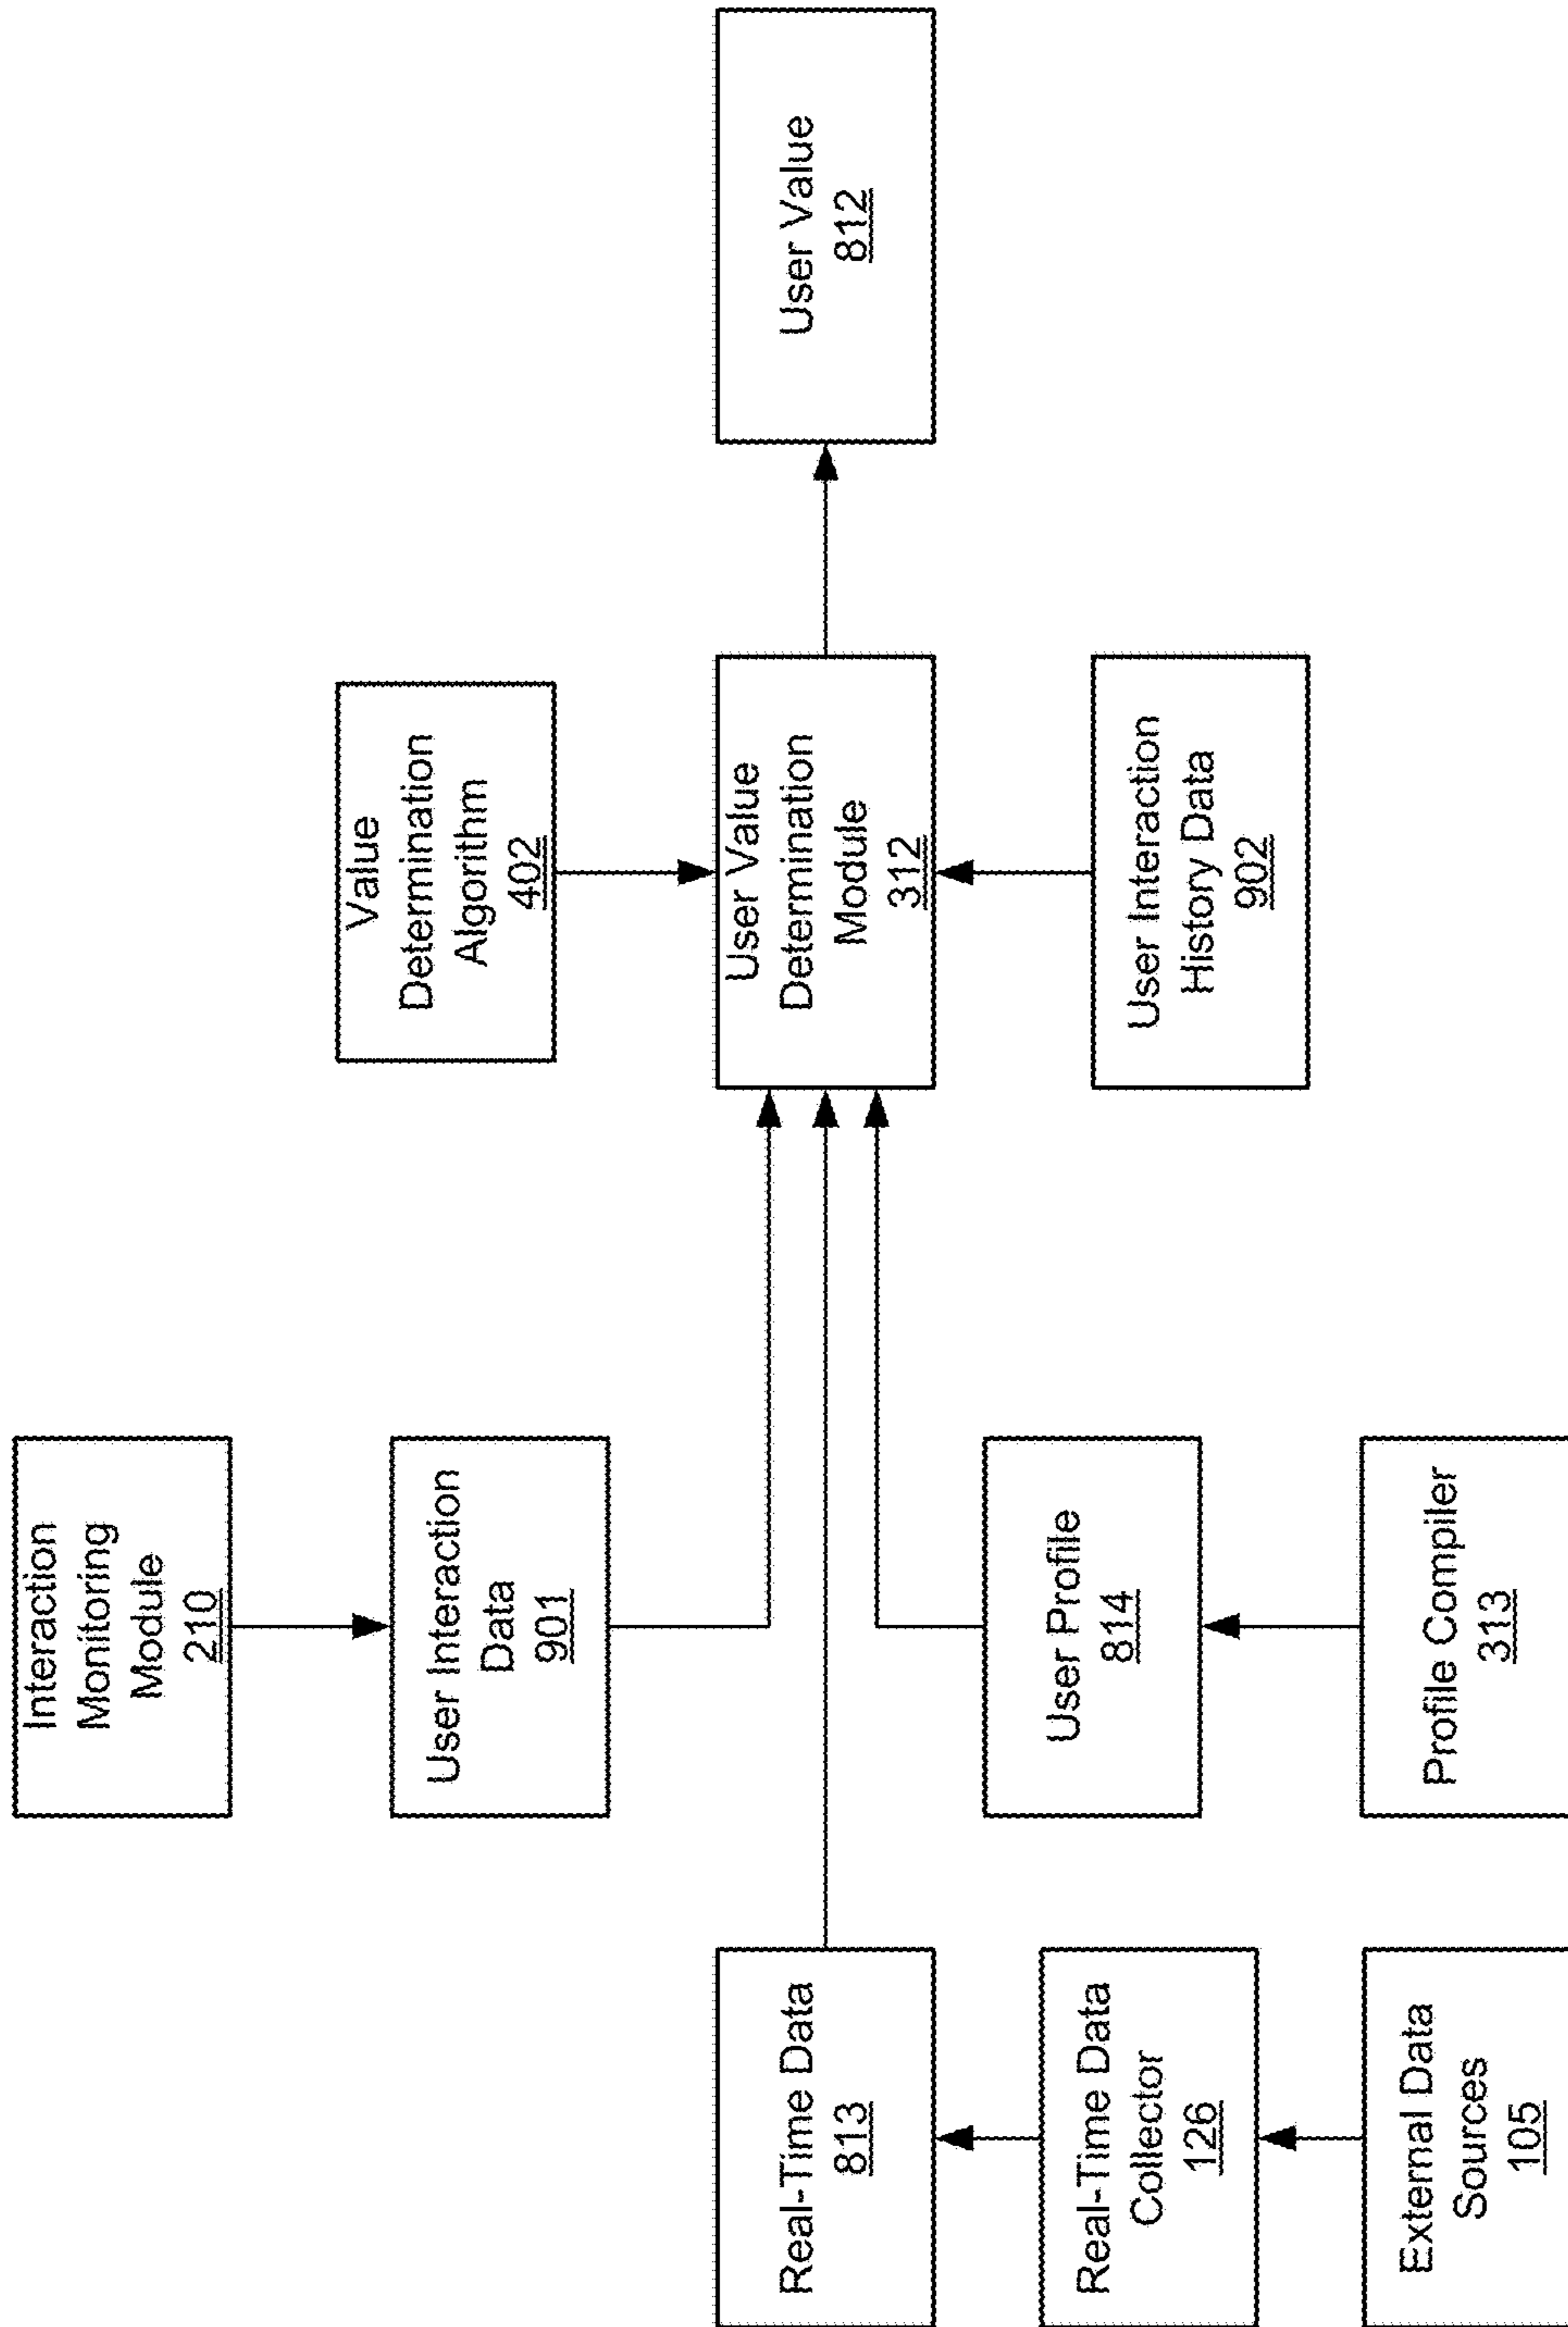 Interaction
Monitoring
Module
210
User Interaction
Data
901
Real-Time Data
813
Real-Time Data
Collector
126
External Data
Sources
105
User Profile
814
Profile Compiler
313
Value
Determination
Algorithm
402
User Value
Determination
Module
312
User Interaction
History Data
902
User Value
812